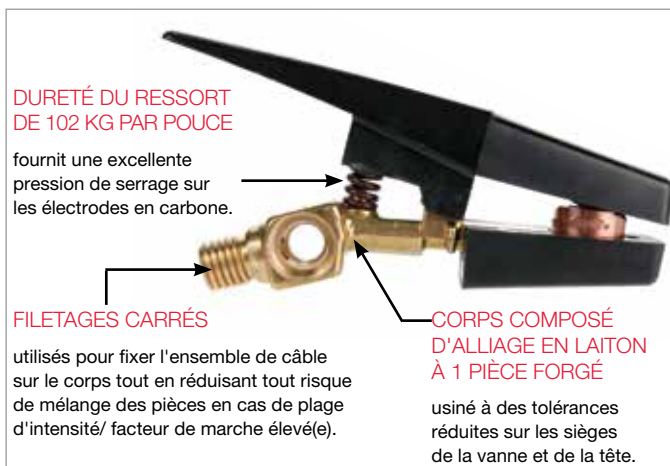 DURETÉ DU RESSORT
DE 102 KG PAR POUCE
fournit une excellente
pression de serrage sur
les électrodes en carbone.
FILETAGES CARRÉS
utilisés pour fixer l'ensemble de câble
sur le corps tout en réduisant tout risque
de mélange des pièces en cas de plage
d'intensité/ facteur de marche élevé(e).
CORPS COMPOSÉ
D'ALLIAGE EN LAITON
À 1 PIÈCE FORGÉ
usiné à des tolérances
réduites sur les sièges
de la vanne et de la tête.